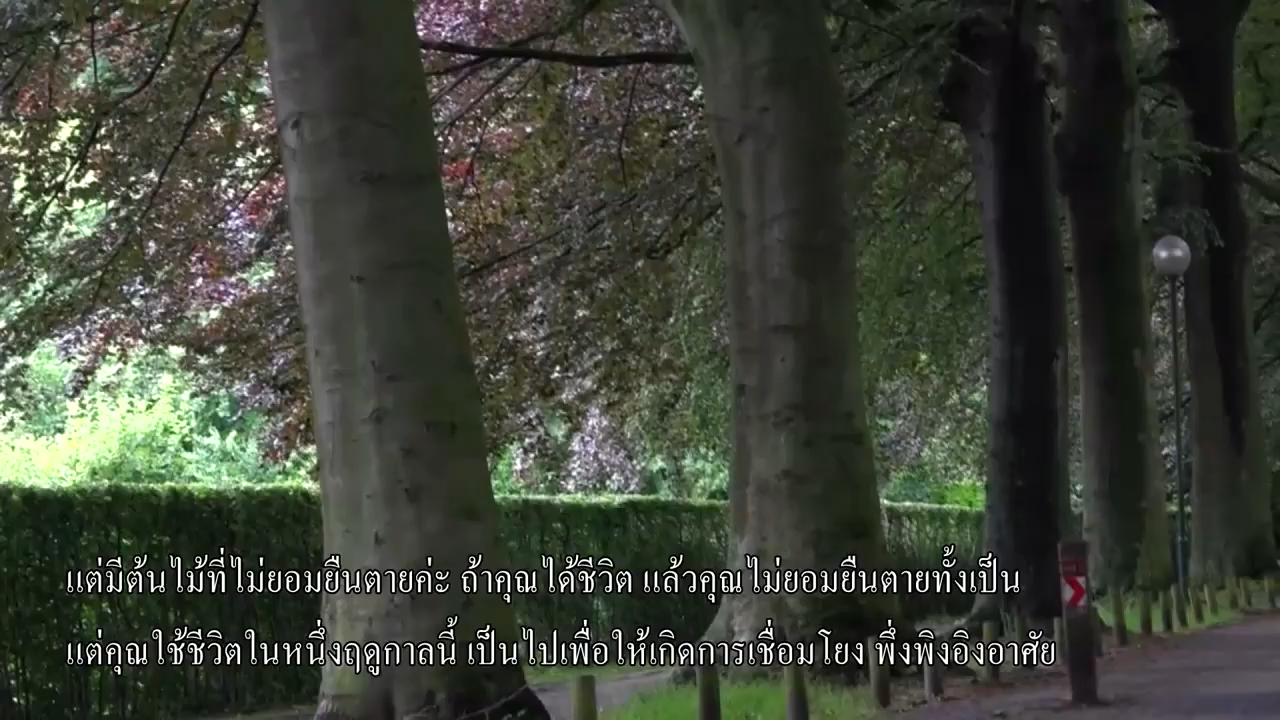 แต่มีต้นไม้ที่ไม่ยอมยืนตายค่ะ ถ้าคุณได้ชีวิต แล้วคุณไม่ยอมยืนตายทั้งเป็น
แต่คุณใช้ชีวิตในหนึ่งฤดูกาลนี้ เป็นไปเพื่อให้เกิดการเชื่อมโยง พึ่งพิงอิงอาศัย